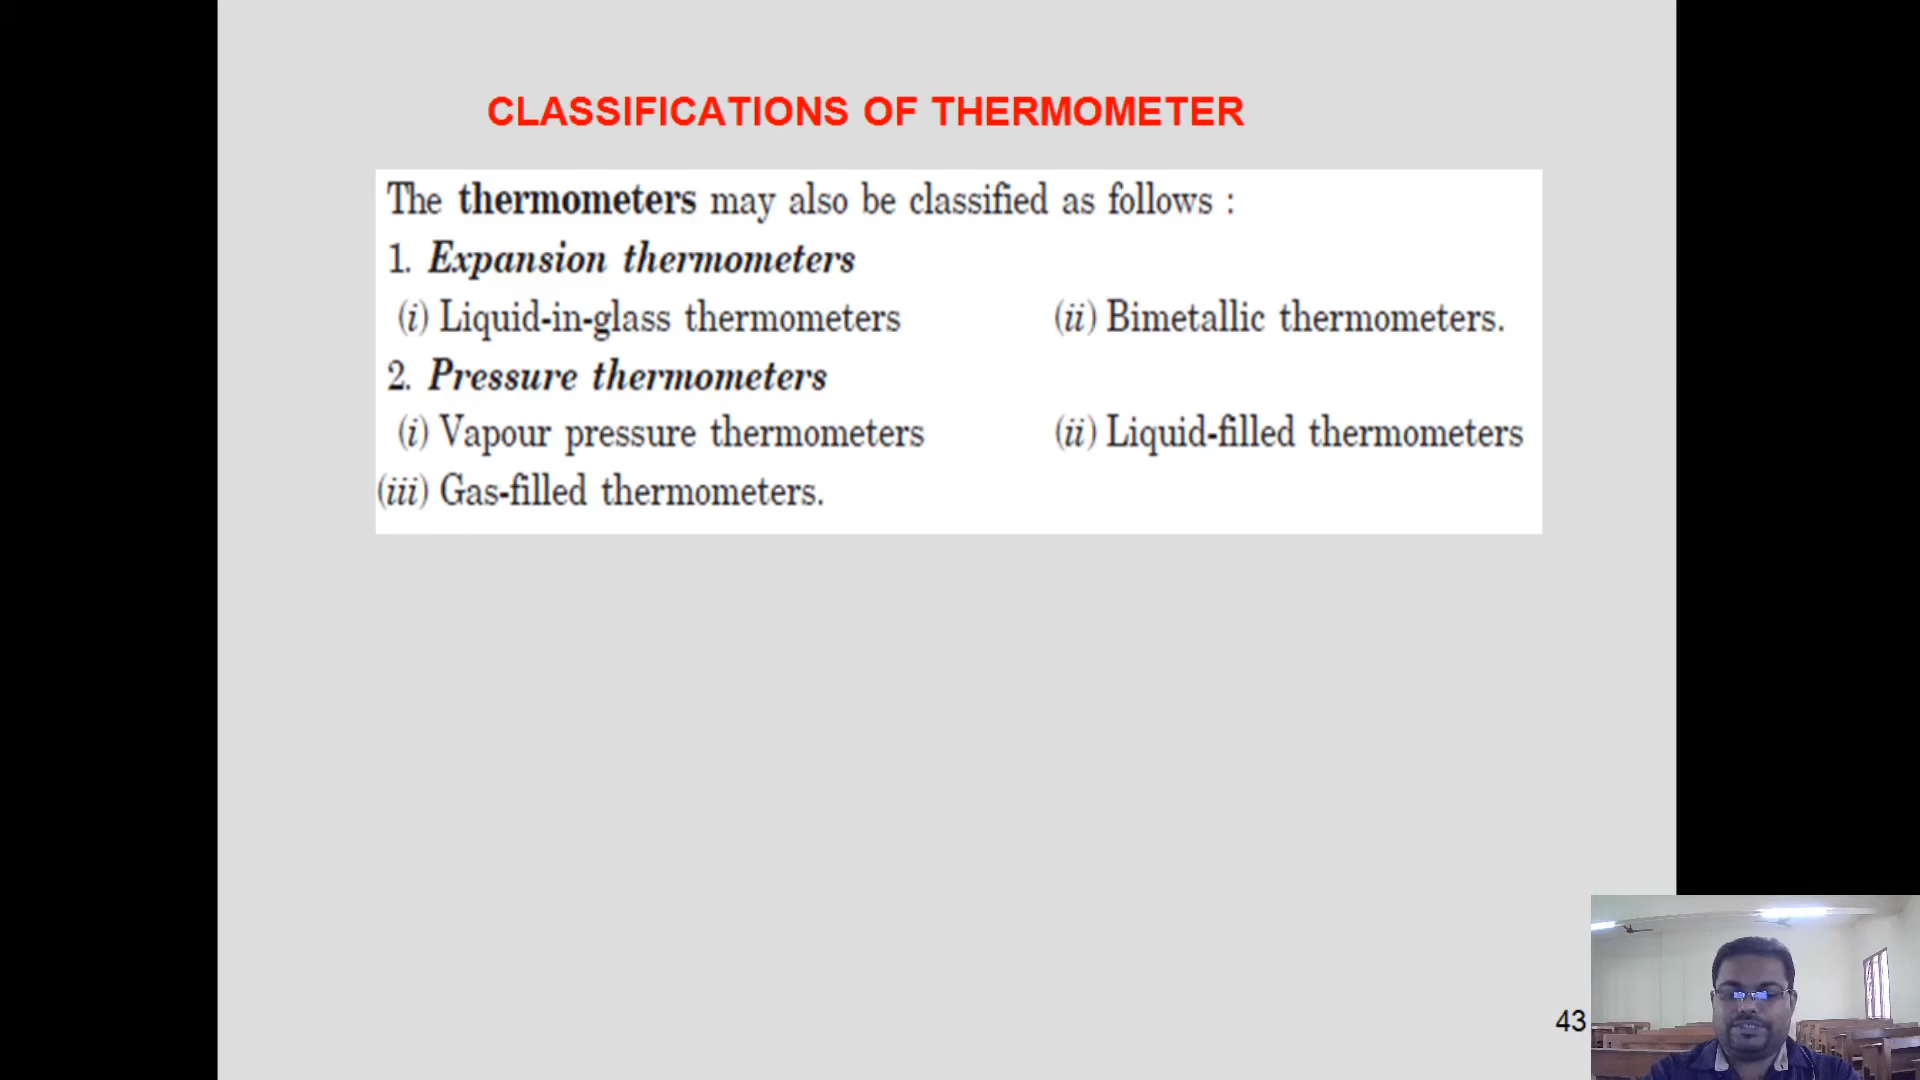 CLASSIFICATIONS OF THERMOMETER
The thermometers may also be classified as follows :
1. Expansion thermometers
(i) Liquid-in-glass thermometers (ii) Bimetallic thermometers.
2. Pressure thermometers
(i) Vapour pressure thermometers (ii) Liquid-filled thermometers
(iii) Gas-filled thermometers.
43